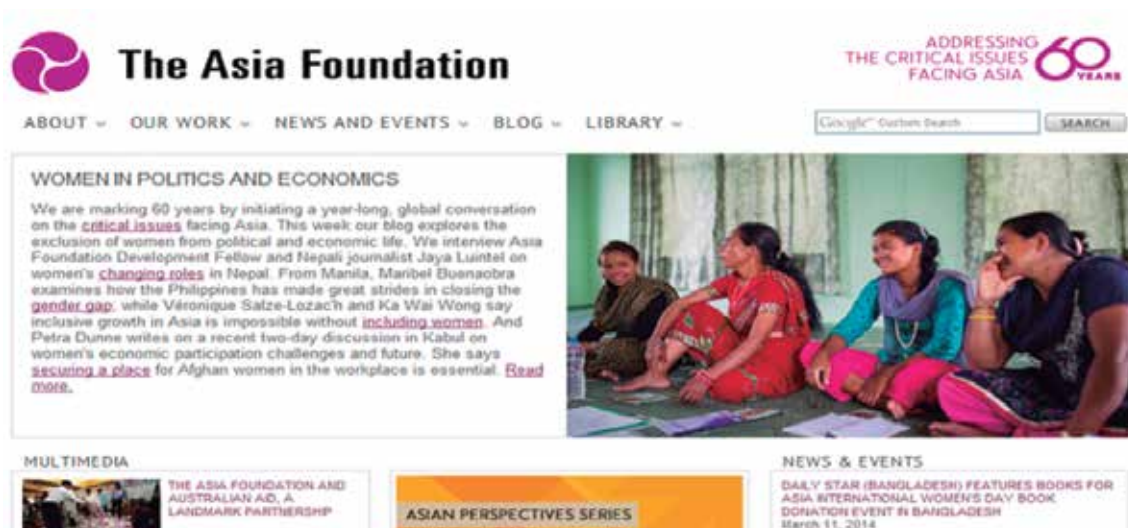 The Asia Foundation
ADDRESSING
THE CRITICAL ISSUES
FACING ASIA
60
YEARS
ABOUT OUR WORK NEWS AND EVENTS BLOG LIBRARY
Google™ Custom Search SEARCH
WOMEN IN POLITICS AND ECONOMICS
We are marking 60 years by initiating a year-long, global conversation
on the critical issues facing Asia. This week our blog explores the
exclusion of women from political and economic life. We interview Asia
Foundation Development Fellow and Nepali journalist Jaya Luintel on
women's changing roles in Nepal. From Manila, Maribel Buenaobra
examines how the Philippines has made great strides in closing the
gender gap; while Véronique Salze-Lozac'h and Ka Wai Wong say
inclusive growth in Asia is impossible without including women. And
Petra Dunne writes on a recent two-day discussion in Kabul on
women's economic participation challenges and future. She says
securing a place for Afghan women in the workplace is essential. Read
more.
MULTIMEDIA
THE ASIA FOUNDATION AND
AUSTRALIAN AID, A
LANDMARK PARTNERSHIP
ASIAN PERSPECTIVES SERIES
NEWS & EVENTS
DAILY STAR (BANGLADESH) FEATURES BOOKS FOR
ASIA INTERNATIONAL WOMEN'S DAY BOOK
DONATION EVENT IN BANGLADESH
March 11, 2014